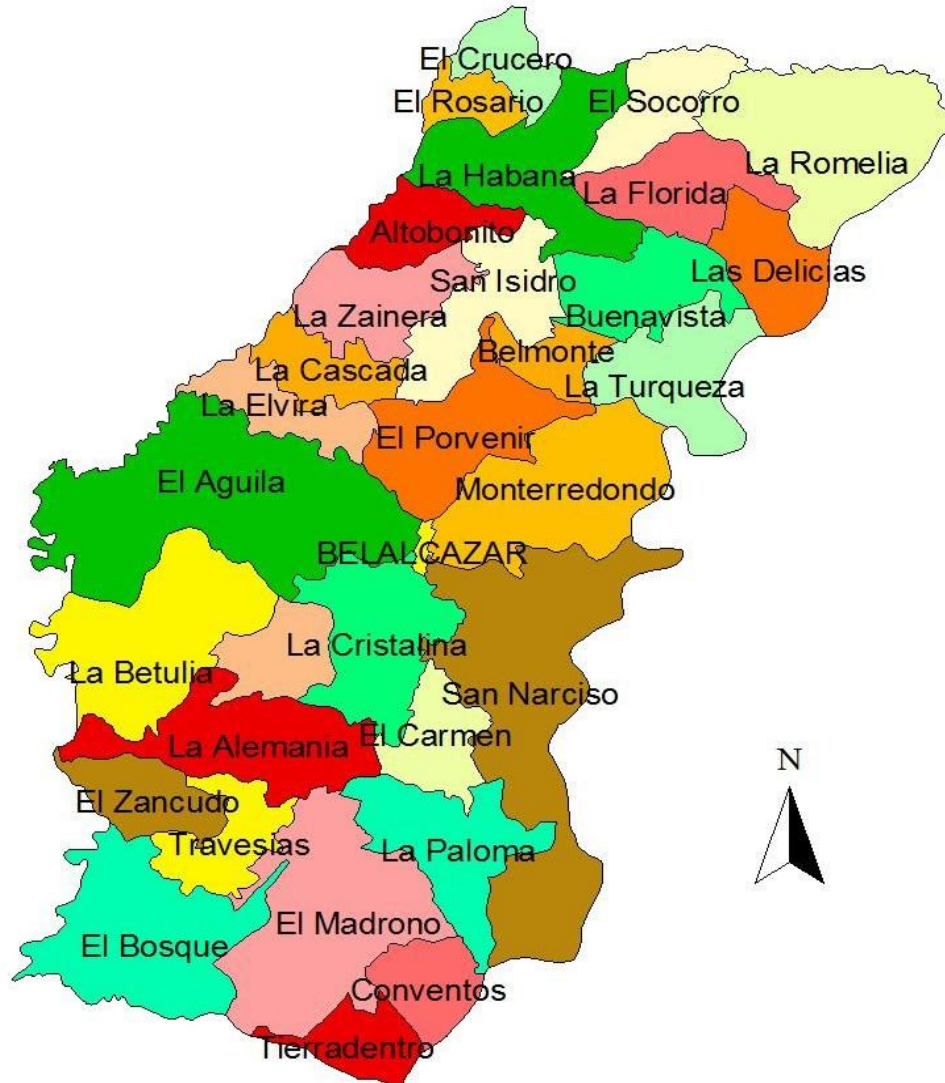 El Crucero
El Rosario
El Socorro
La Romelia
La Habana
La Florida
Altobonito
Las Delicias
San Isidro
La Zainera
Buenavista
Belmonte
La Cascada
La Turqueza
La Elvira
El Porvenir
El Aguila
Monterredondo
BELALCAZAR
La Cristalina
La Betulia
San Narciso
El Carmen
La Alemania
N
El Zancudo
Travesias
La Paloma
El Madrono
El Bosque
Conventos
Tierradentro